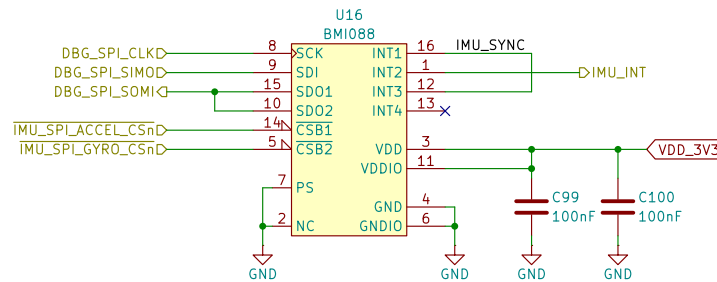 U16
BMI088
DBG_SPI_CLK 8 SCK INT1 16 IMU_SYNC
DBG_SPI_SIMO 9 SDI INT2 1 IMU_INT
DBG_SPI_SOMI 15 SDO1 INT3 12
10 SDO2 INT4 13
IMU_SPI_ACCEL_CSn 14 CSB1
IMU_SPI_GYRO_CSn 5 CSB2 VDD 3 VDD_3V3
VDDIO 11
7 PS
GND 4 C99 C100
100nF 100nF
2 NC GNDIO 6
GND GND GND GND